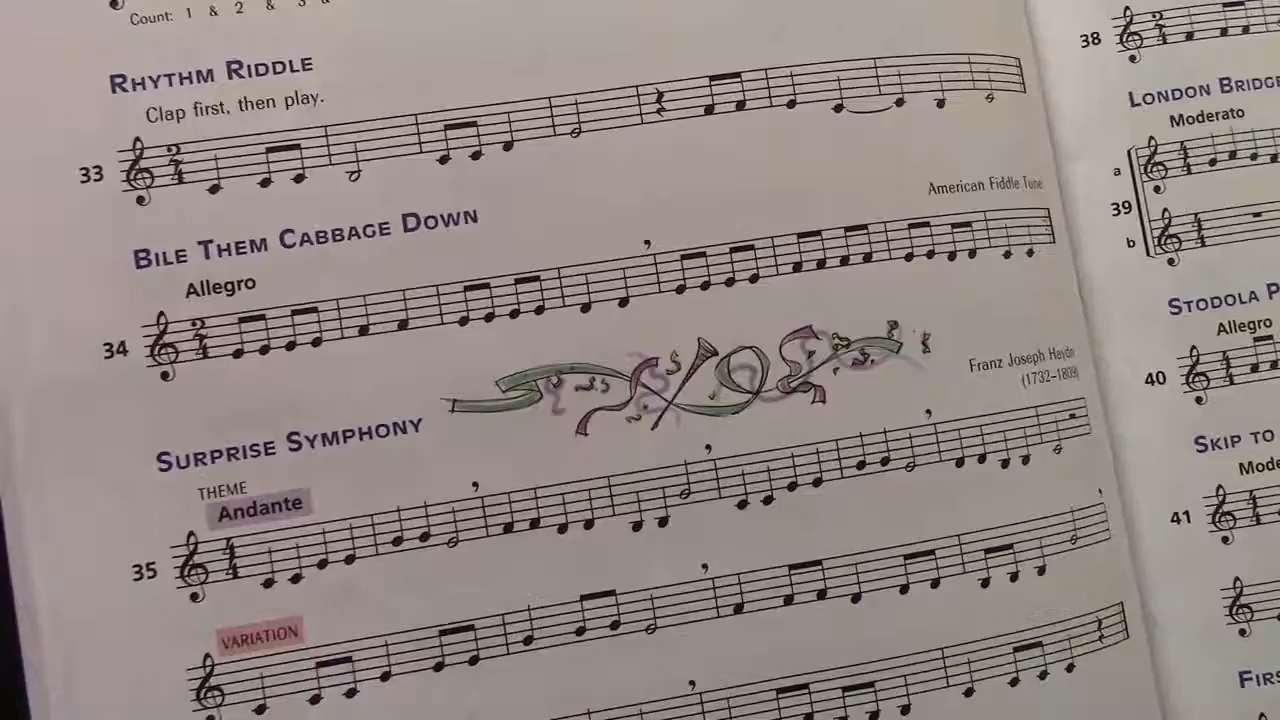 Count: 1 & 2 & 3 &
RHYTHM RIDDLE
Clap first, then play.
33
American Fiddle Tune
BILE THEM CABBAGE DOWN
Allegro
34
Franz Joseph Haydn
(1732–1809)
SURPRISE SYMPHONY
THEME
Andante
35
VARIATION
38
LONDON BRIDGE
Moderato
a
39
b
STODOLA
Allegro
40
SKIP TO
41